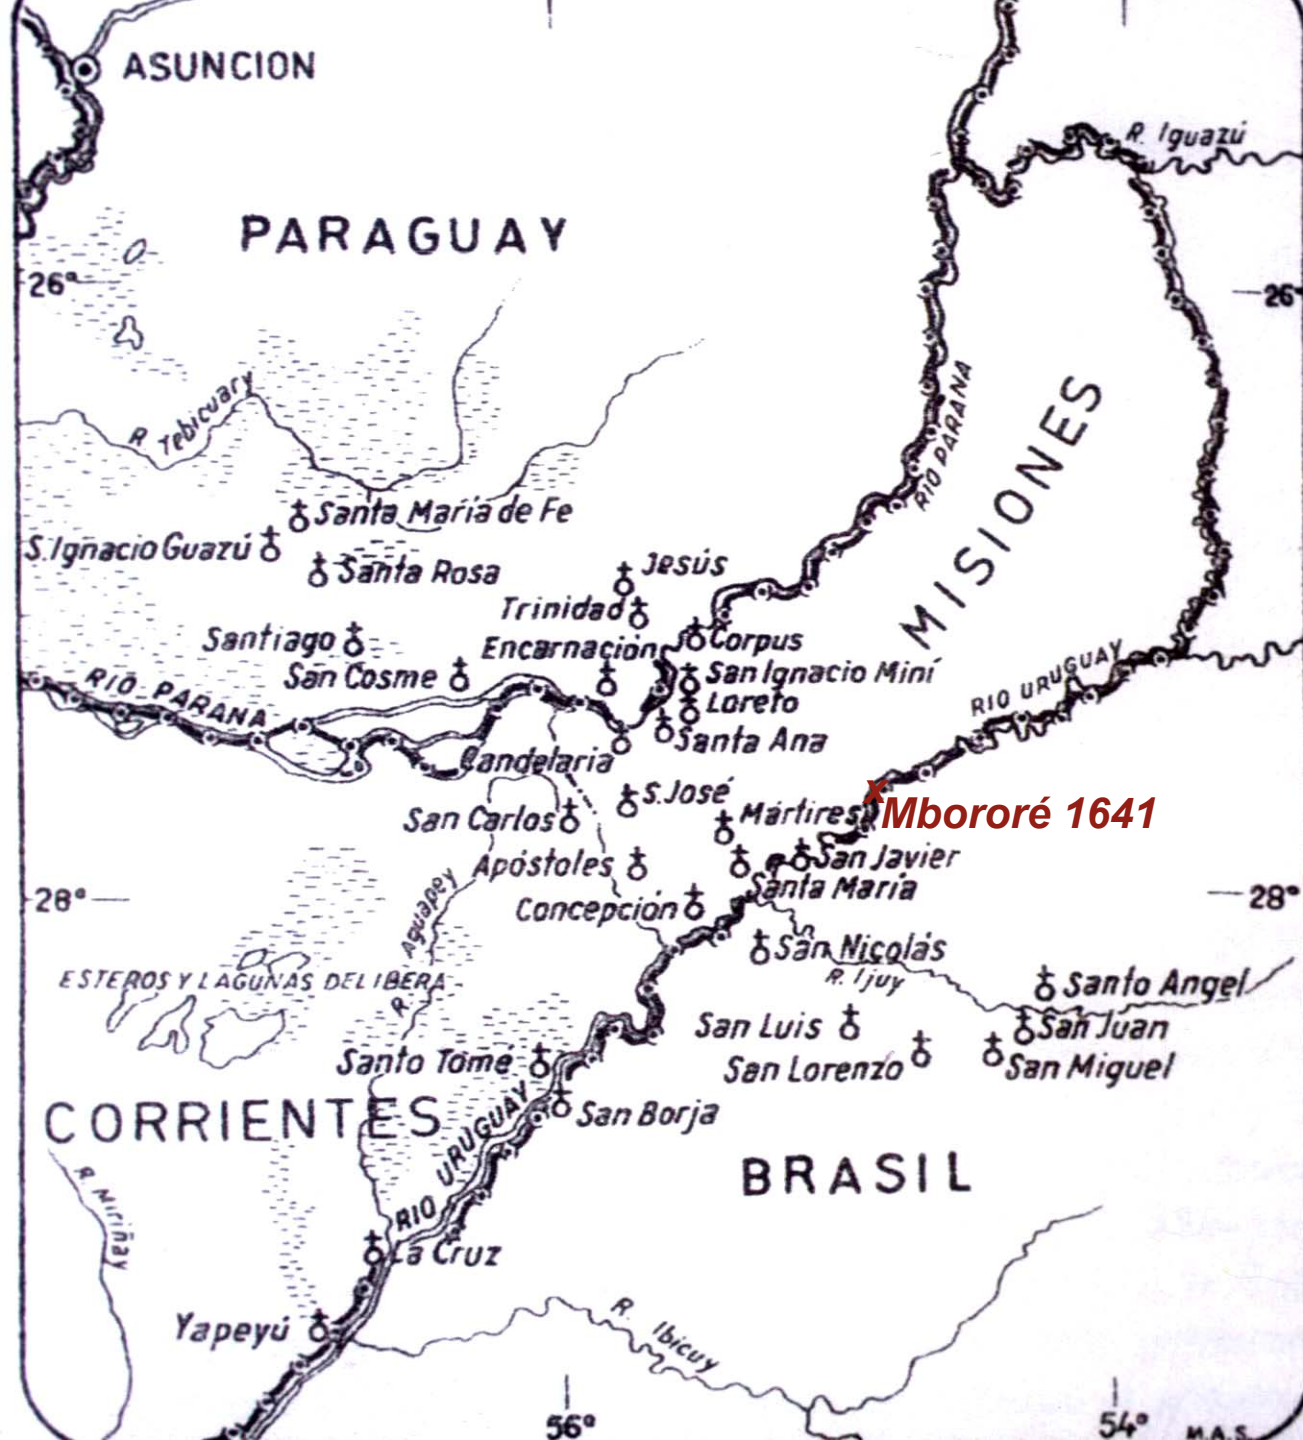 ASUNCION
R. Iguazú
PARAGUAY
26°
26°
R. Tebicuary
RIO PARANA
MISIONES
Santa María de Fe
S. Ignacio Guazú
Santa Rosa
Jesús
Trinidad
Santiago
Encarnación
Corpus
San Cosme
San Ignacio Miní
RIO URUGUAY
RIO PARANA
Loreto
Santa Ana
Candelaria
S. José
San Carlos
Mártires
X
Mbororé 1641
Apóstoles
San Javier
Santa María
28°
28°
Concepción
R. Aguapey
San Nicolás
R. Ijuy
ESTEROS Y LAGUNAS DEL IBERA
Santo Angel
San Luis
San Juan
Santo Tomé
San Lorenzo
San Miguel
CORRIENTES
San Borja
RIO URUGUAY
BRASIL
R. Miriñay
La Cruz
Yapeyú
R. Ibicuy
56°
54°
M.A.S.